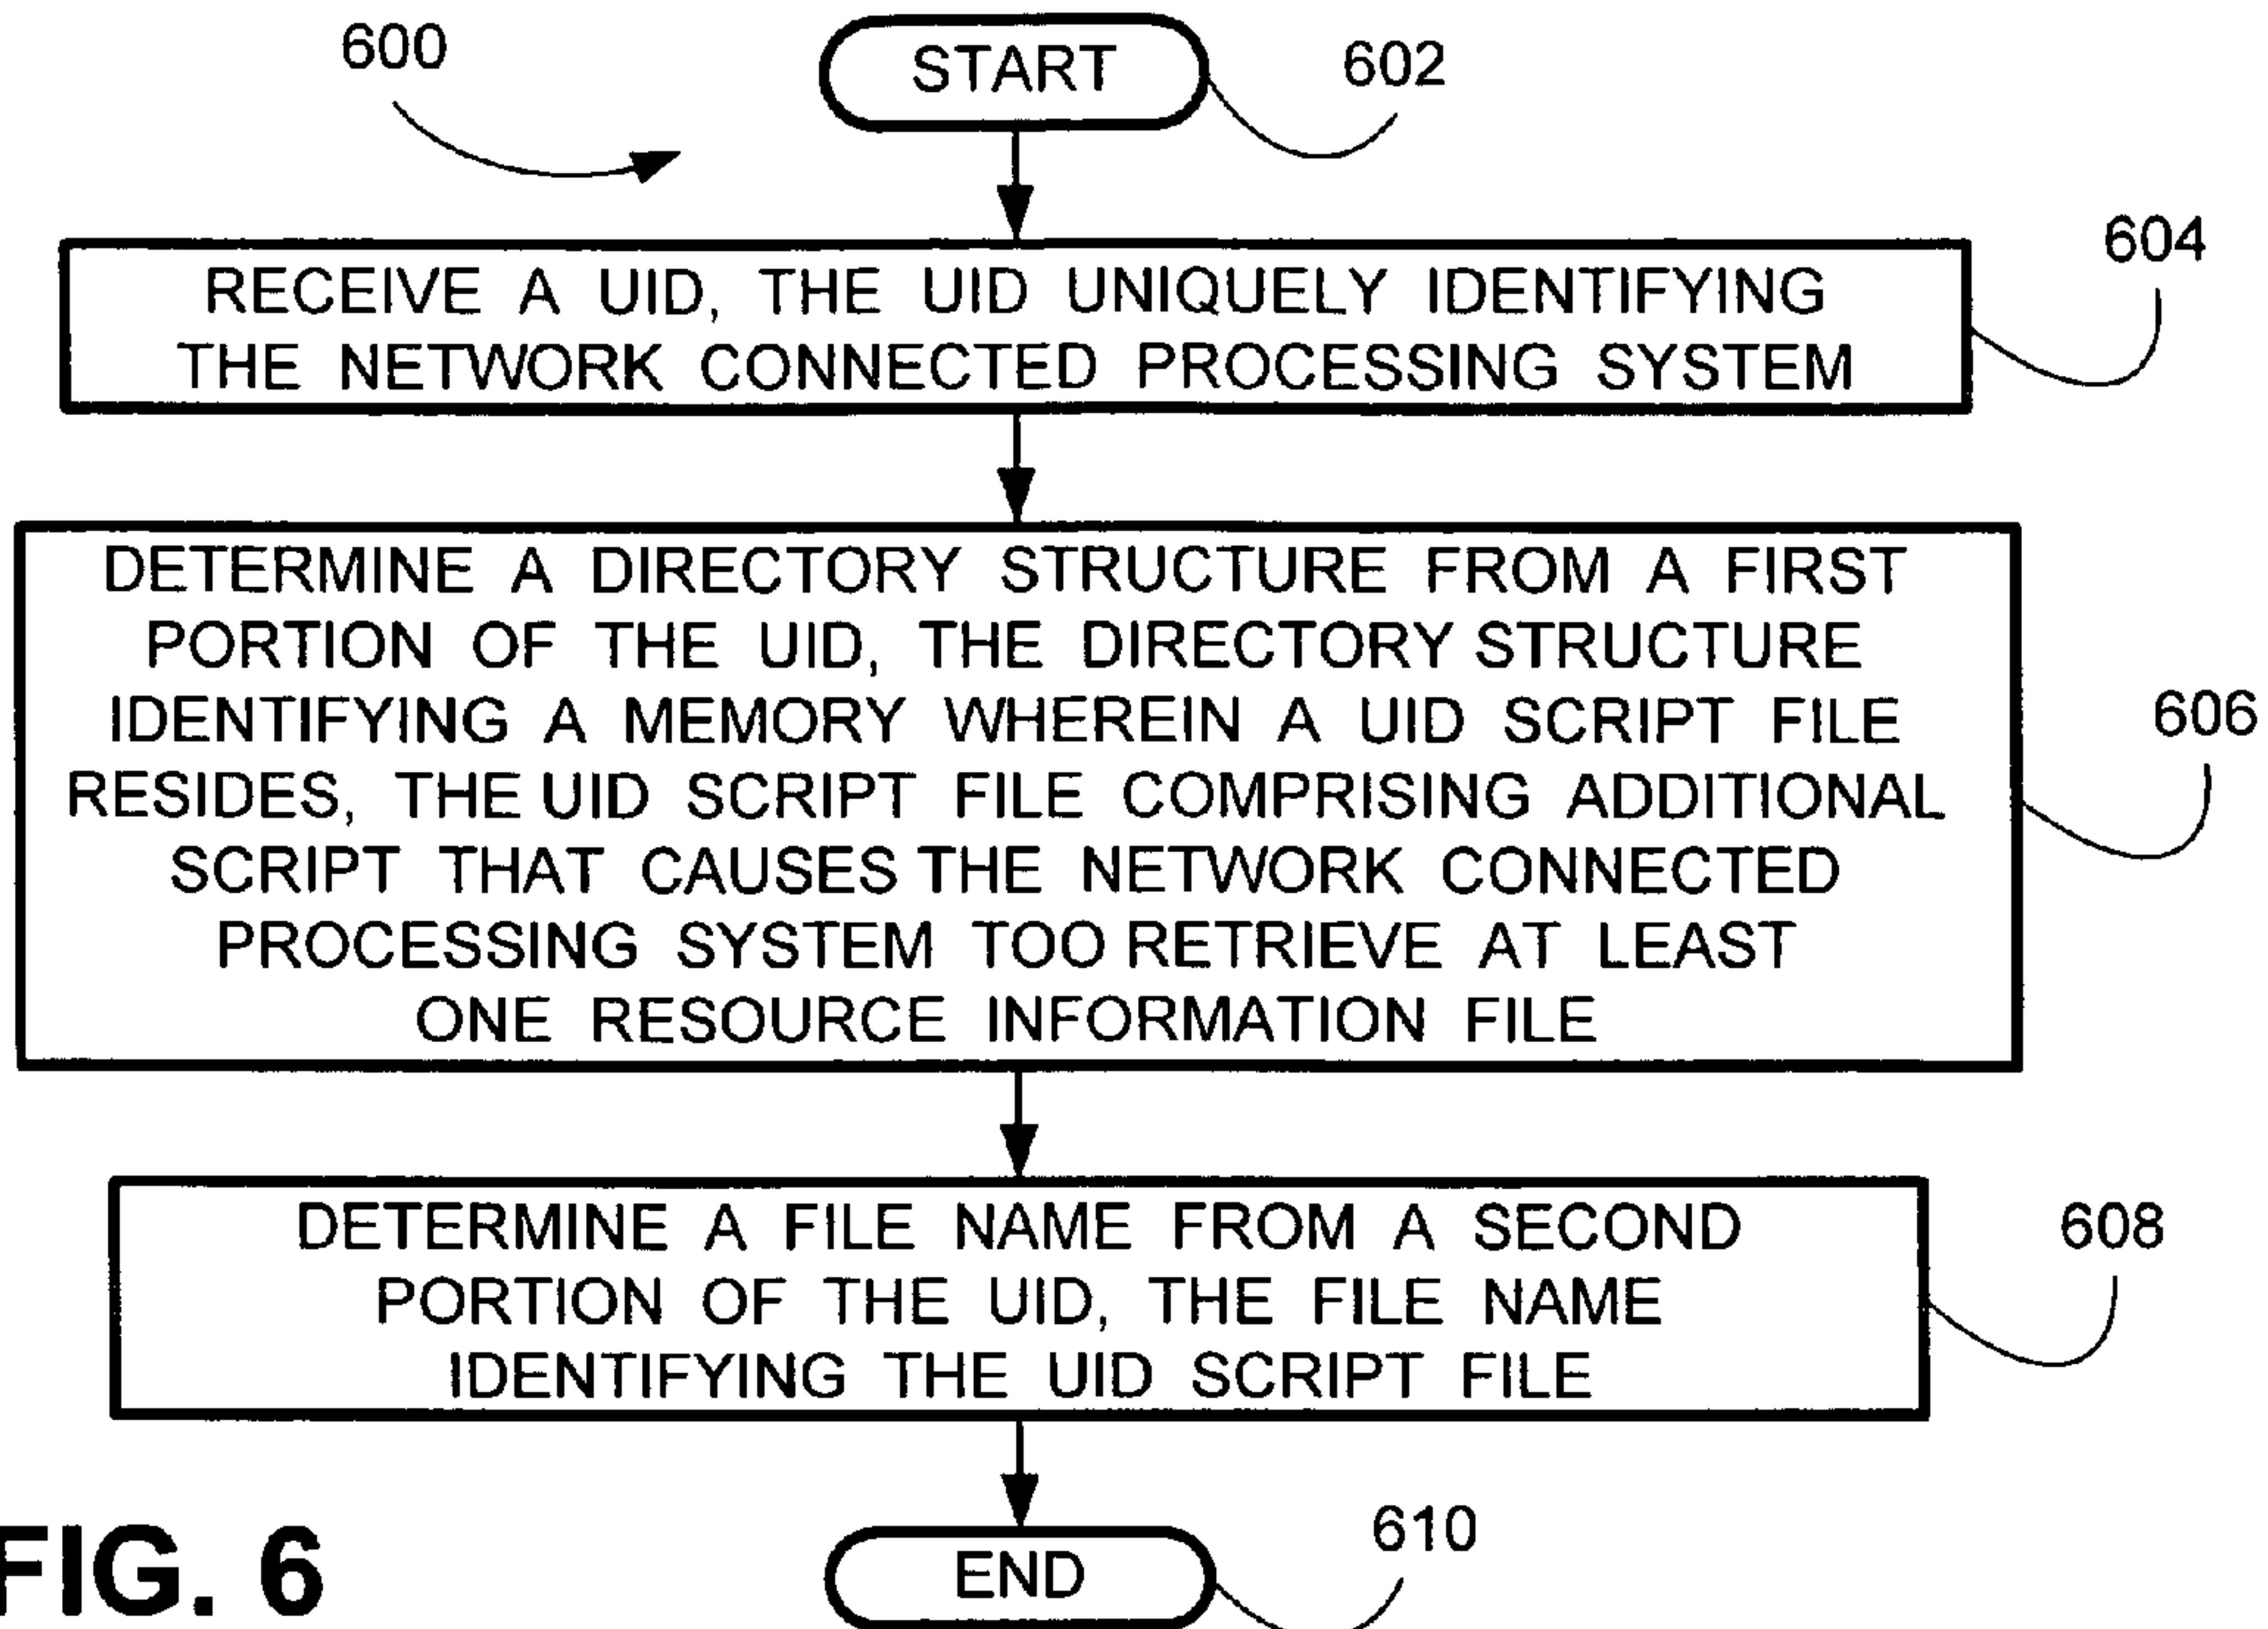 600
START
602
604
RECEIVE A UID, THE UID UNIQUELY IDENTIFYING
THE NETWORK CONNECTED PROCESSING SYSTEM
DETERMINE A DIRECTORY STRUCTURE FROM A FIRST
PORTION OF THE UID, THE DIRECTORY STRUCTURE
IDENTIFYING A MEMORY WHEREIN A UID SCRIPT FILE
RESIDES, THE UID SCRIPT FILE COMPRISING ADDITIONAL
SCRIPT THAT CAUSES THE NETWORK CONNECTED
PROCESSING SYSTEM TOO RETRIEVE AT LEAST
ONE RESOURCE INFORMATION FILE
606
DETERMINE A FILE NAME FROM A SECOND
PORTION OF THE UID, THE FILE NAME
IDENTIFYING THE UID SCRIPT FILE
608
END
610
FIG. 6